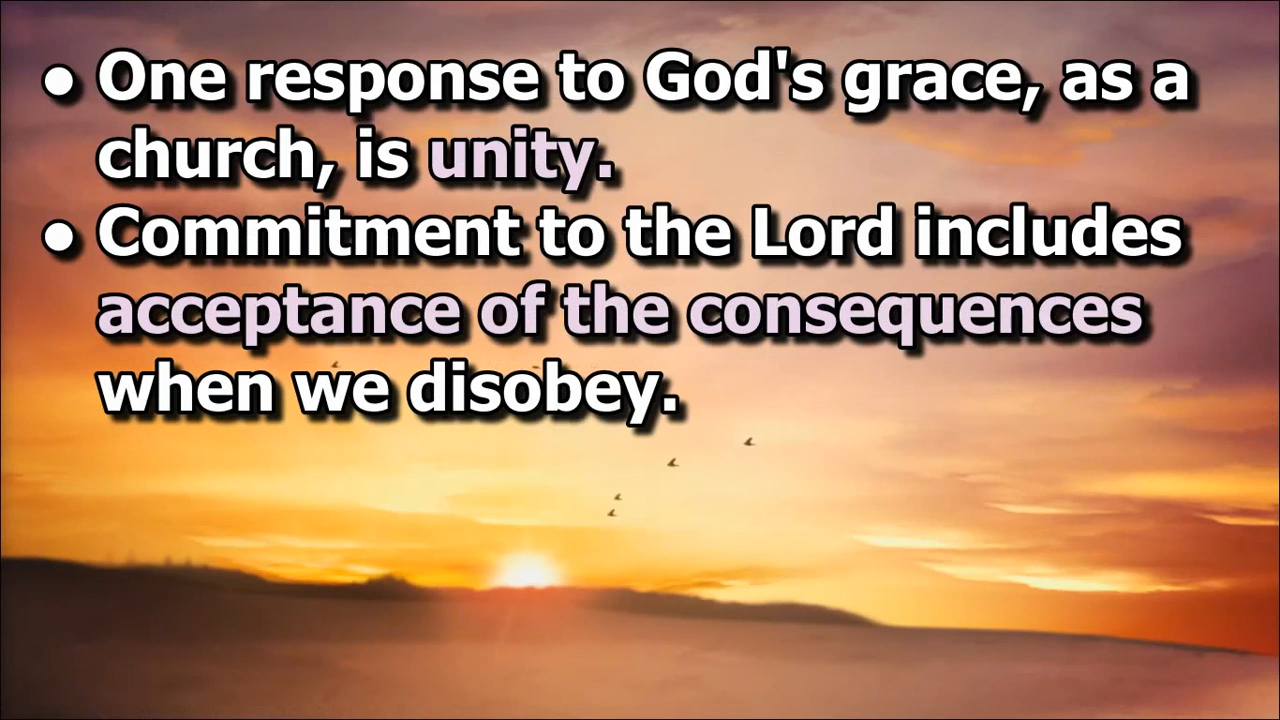 ● One response to God's grace, as a
church, is unity.
● Commitment to the Lord includes
acceptance of the consequences
when we disobey.